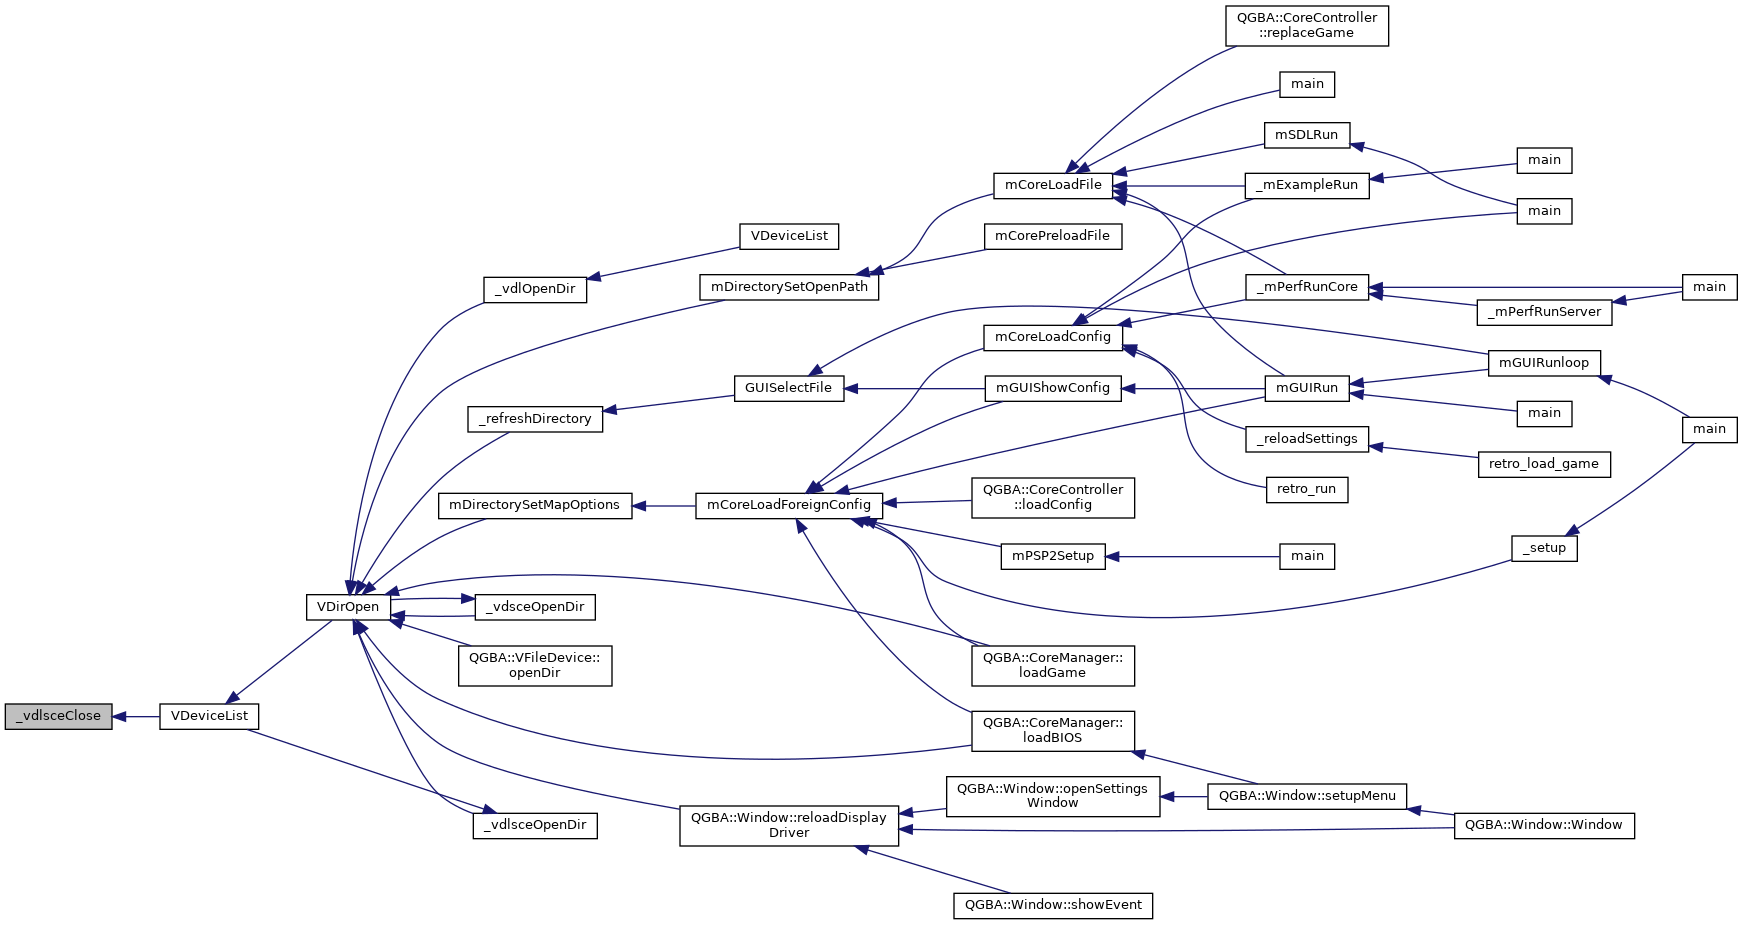 QGBA::CoreController
::replaceGame
main
mSDLRun
main
mCoreLoadFile
_mExampleRun
main
VDeviceList
mCorePreloadFile
_vdlOpenDir
mDirectorySetOpenPath
_mPerfRunCore
main
_mPerfRunServer
mCoreLoadConfig
mGUIRunloop
GUISelectFile
mGUIShowConfig
mGUIRun
_refreshDirectory
main
main
_reloadSettings
retro_load_game
mDirectorySetMapOptions
mCoreLoadForeignConfig
QGBA::CoreController
::loadConfig
retro_run
mPSP2Setup
main
_setup
VDirOpen
_vdsceOpenDir
QGBA::VFileDevice::
openDir
QGBA::CoreManager::
loadGame
_vdlsceClose
VDeviceList
QGBA::CoreManager::
loadBIOS
QGBA::Window::openSettings
Window
QGBA::Window::setupMenu
_vdlsceOpenDir
QGBA::Window::reloadDisplay
Driver
QGBA::Window::Window
QGBA::Window::showEvent